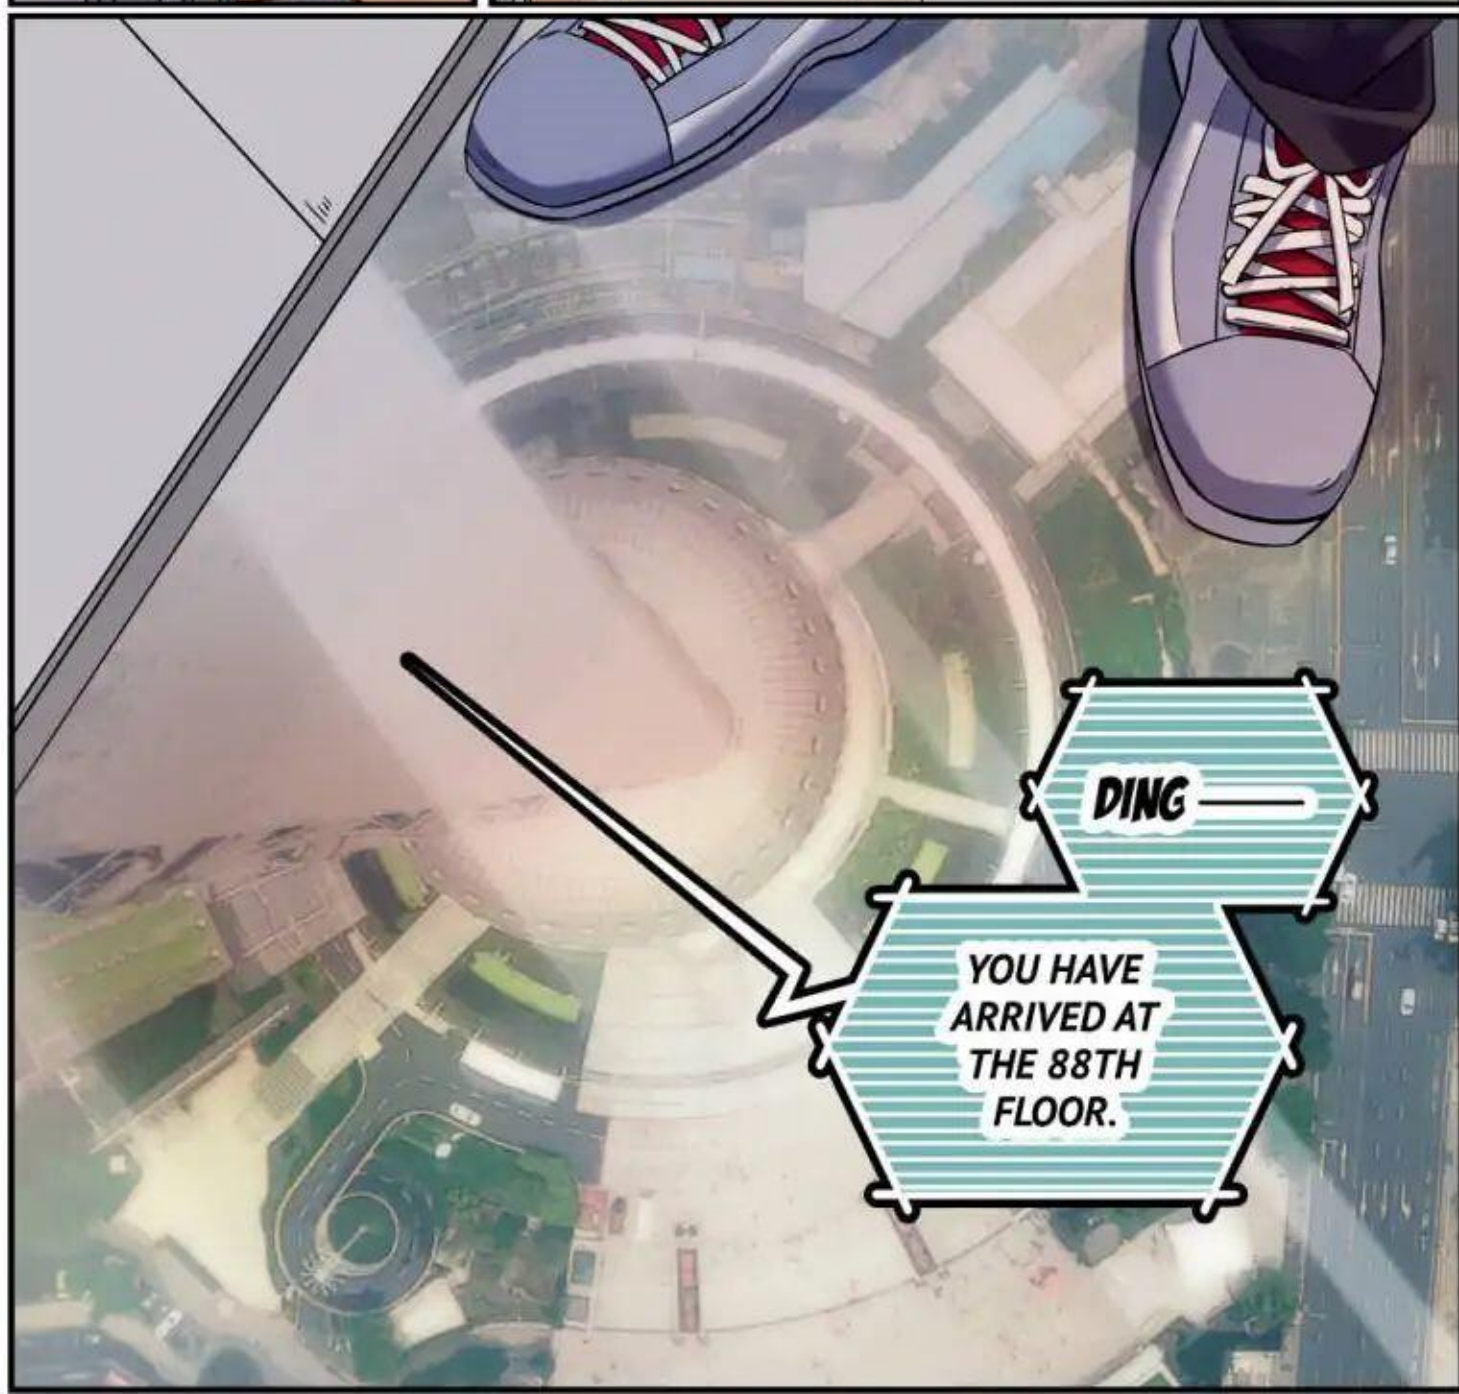 DING ——
YOU HAVE
ARRIVED AT
THE 88TH
FLOOR.